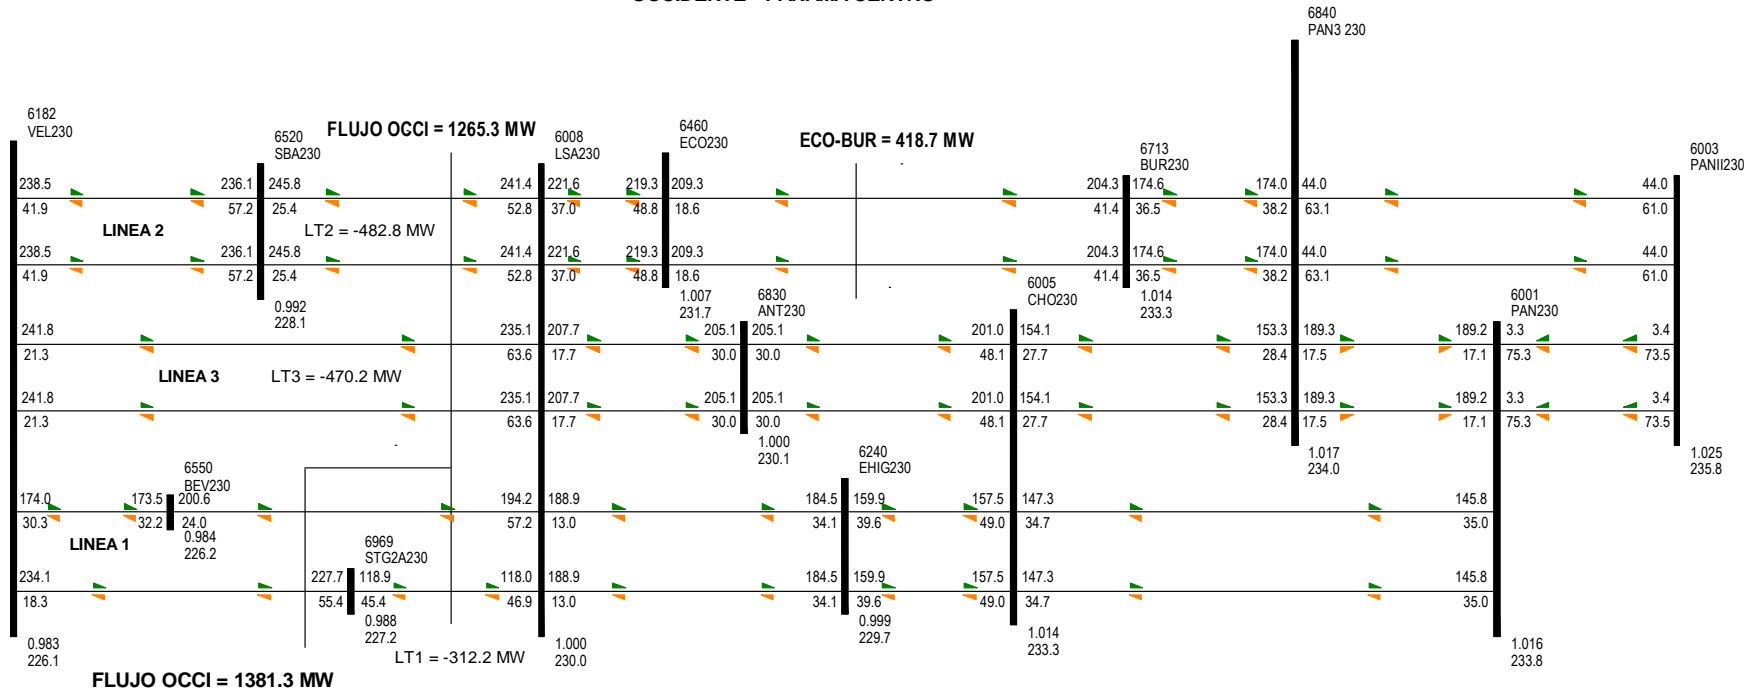 6840
PAN3 230
6182
VEL230
FLUJO OCCI = 1265.3 MW
6520
SBA230
6008
LSA230
6460
ECO230
ECO-BUR = 418.7 MW
6713
BUR230
6003
PANII230
238.5 236.1 245.8 241.4 221.6 219.3 209.3 204.3 174.6 174.0 44.0 44.0
41.9 57.2 25.4 52.8 37.0 48.8 18.6 41.4 36.5 38.2 63.1 61.0
LINEA 2 LT2 = -482.8 MW
238.5 236.1 245.8 241.4 221.6 219.3 209.3 204.3 174.6 174.0 44.0 44.0
41.9 57.2 25.4 52.8 37.0 48.8 18.6 41.4 36.5 38.2 63.1 61.0
0.992
228.1
1.007
231.7
6830
ANT230
6005
CHO230
1.014
233.3
6001
PAN230
241.8 235.1 207.7 205.1 205.1 201.0 154.1 153.3 189.3 189.2 3.3 3.4
21.3 63.6 17.7 30.0 30.0 48.1 27.7 28.4 17.5 17.1 75.3 73.5
LINEA 3 LT3 = -470.2 MW
241.8 235.1 207.7 205.1 205.1 201.0 154.1 153.3 189.3 189.2 3.3 3.4
21.3 63.6 17.7 30.0 30.0 48.1 27.7 28.4 17.5 17.1 75.3 73.5
1.000
230.1
1.017
234.0
1.025
235.8
6550
BEV230
6240
EHIG230
174.0 173.5 200.6 194.2 188.9 184.5 159.9 157.5 147.3 145.8
30.3 32.2 24.0 57.2 13.0 34.1 39.6 49.0 34.7 35.0
0.984
226.2
LINEA 1
6969
STG2A230
234.1 227.7 118.9 118.0 188.9 184.5 159.9 157.5 147.3 145.8
18.3 55.4 45.4 46.9 13.0 34.1 39.6 49.0 34.7 35.0
0.988
227.2
0.999
229.7
0.983
226.1
LT1 = -312.2 MW
1.000
230.0
1.014
233.3
1.016
233.8
FLUJO OCCI = 1381.3 MW